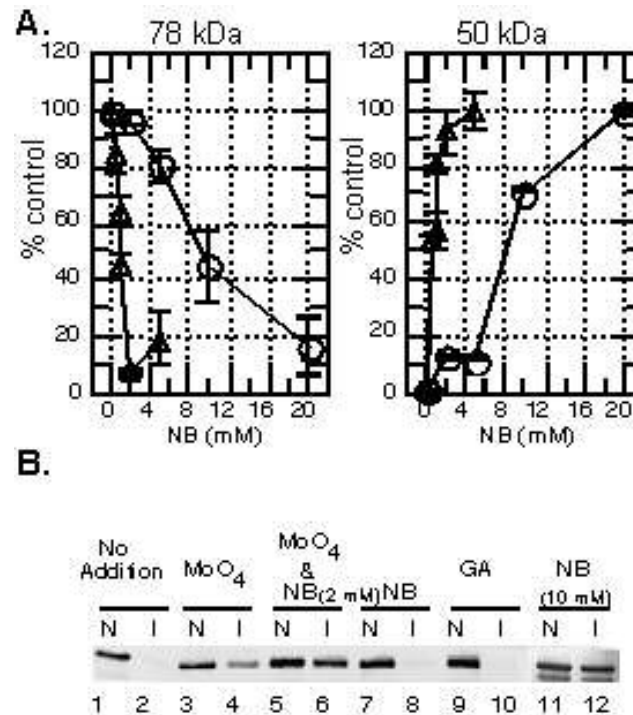 A.
78 kDa
50 kDa
120
100
80
60
40
20
0
% control
0 4 8 12 16 20
NB (mM)
120
100
80
60
40
20
0
% control
0 4 8 12 16 20
NB (mM)
B.
No Addition
MoO4
MoO4 & NB(2 mM)
NB
GA
NB (10 mM)
N I N I N I N I N I N I
1 2 3 4 5 6 7 8 9 10 11 12